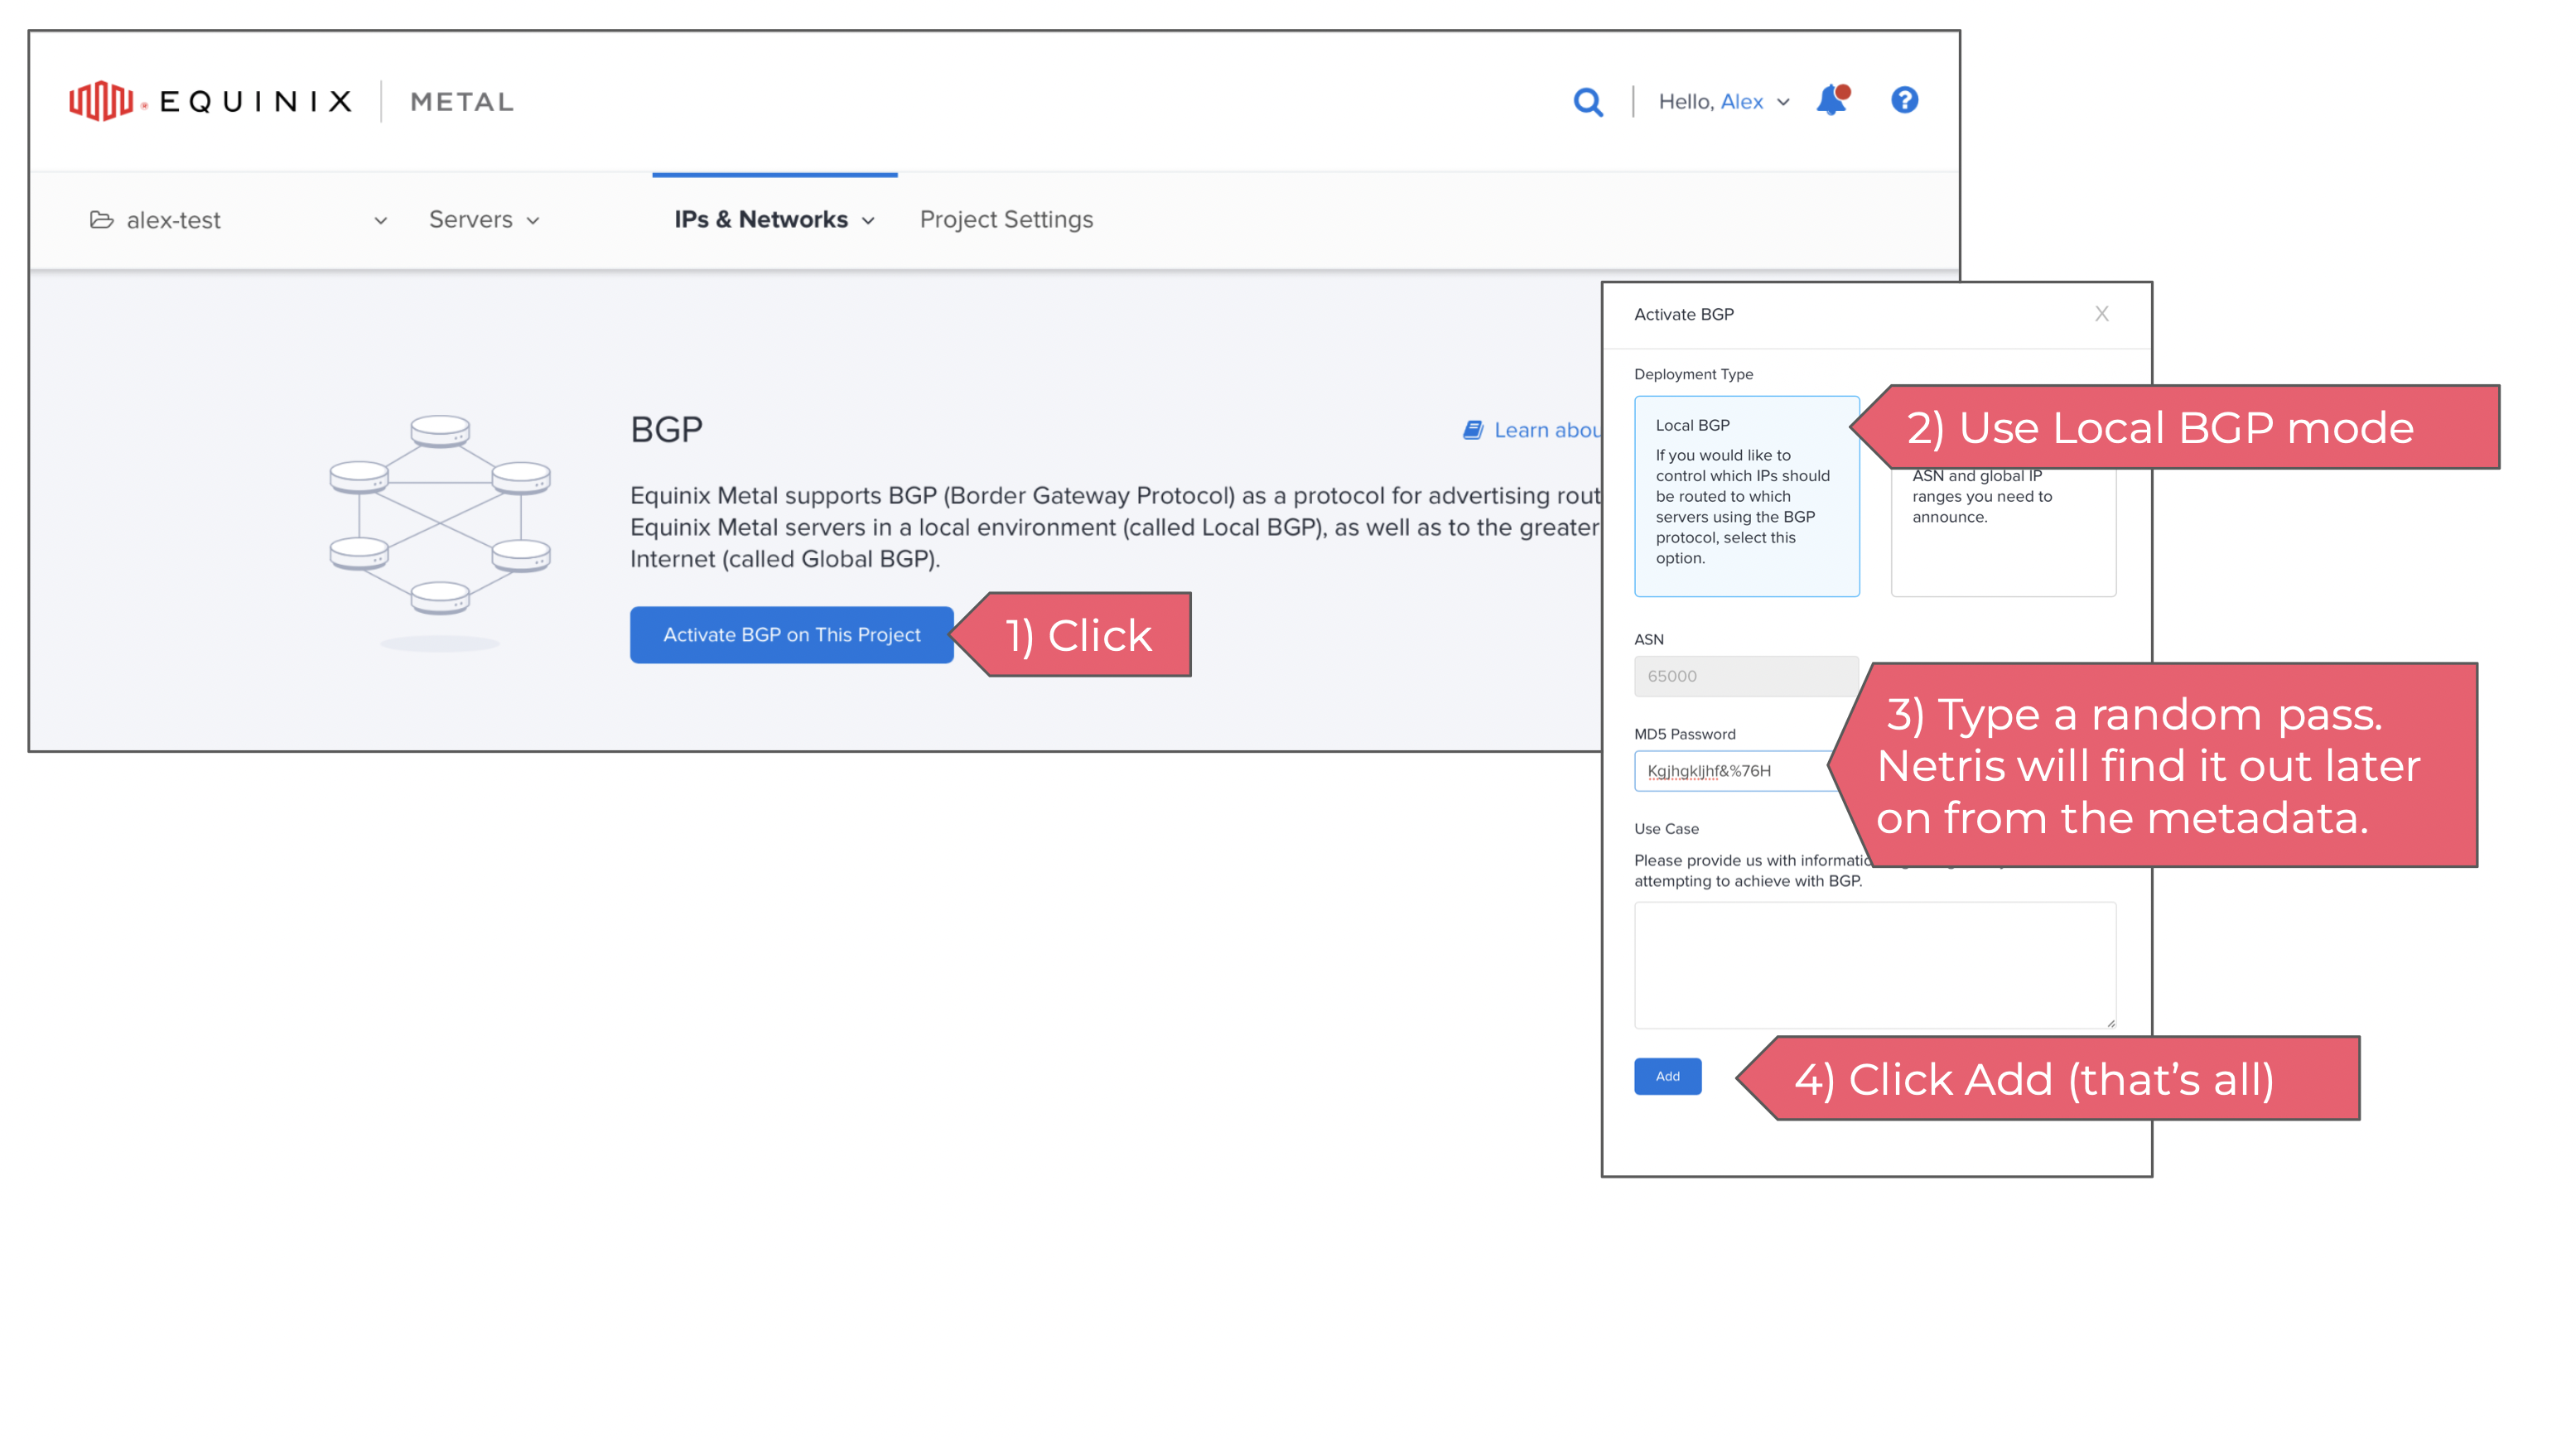 EQUINIX METAL
Hello, Alex
alex-test
Servers
IPs & Networks
Project Settings
BGP
Learn abou
Equinix Metal supports BGP (Border Gateway Protocol) as a protocol for advertising rout
Equinix Metal servers in a local environment (called Local BGP), as well as to the greater
Internet (called Global BGP).
Activate BGP on This Project
1) Click
Activate BGP
X
Deployment Type
Local BGP
If you would like to
control which IPs should
be routed to which
servers using the BGP
protocol, select this
option.
2) Use Local BGP mode
ASN and global IP
ranges you need to
announce.
ASN
65000
MD5 Password
Kgjhgkljhf&%76H
3) Type a random pass.
Netris will find it out later
on from the metadata.
Use Case
Please provide us with informatio
attempting to achieve with BGP.
Add
4) Click Add (that's all)